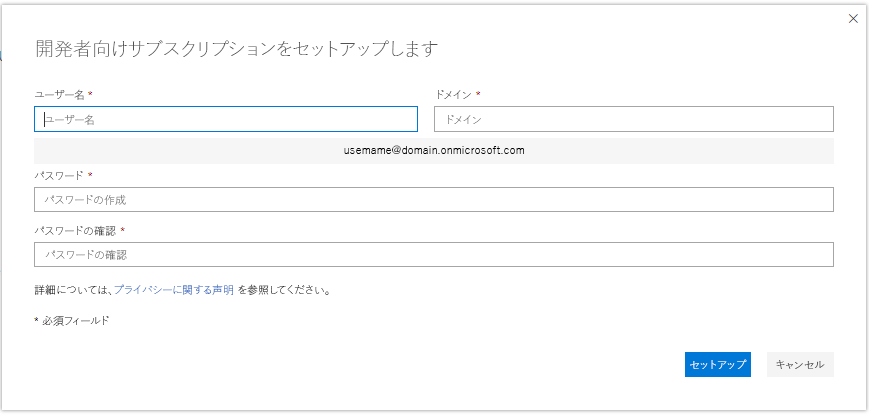 開発者向けサブスクリプションをセットアップします
ユーザー名 *
ドメイン *
ユーザー名
ドメイン
username@domain.onmicrosoft.com
パスワード *
パスワードの作成
パスワードの確認 *
パスワードの確認
詳細については、プライバシーに関する声明 を参照してください。
* 必須フィールド
セットアップ
キャンセル